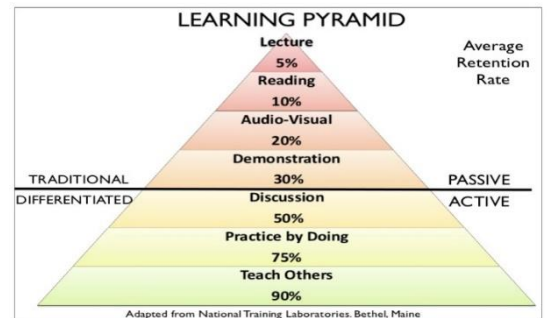 LEARNING PYRAMID
Lecture
5%
Average
Retention
Rate
Reading
10%
Audio-Visual
20%
Demonstration
30%
TRADITIONAL
PASSIVE
DIFFERENTIATED
ACTIVE
Discussion
50%
Practice by Doing
75%
Teach Others
90%
Adapted from National Training Laboratories. Bethel, Maine